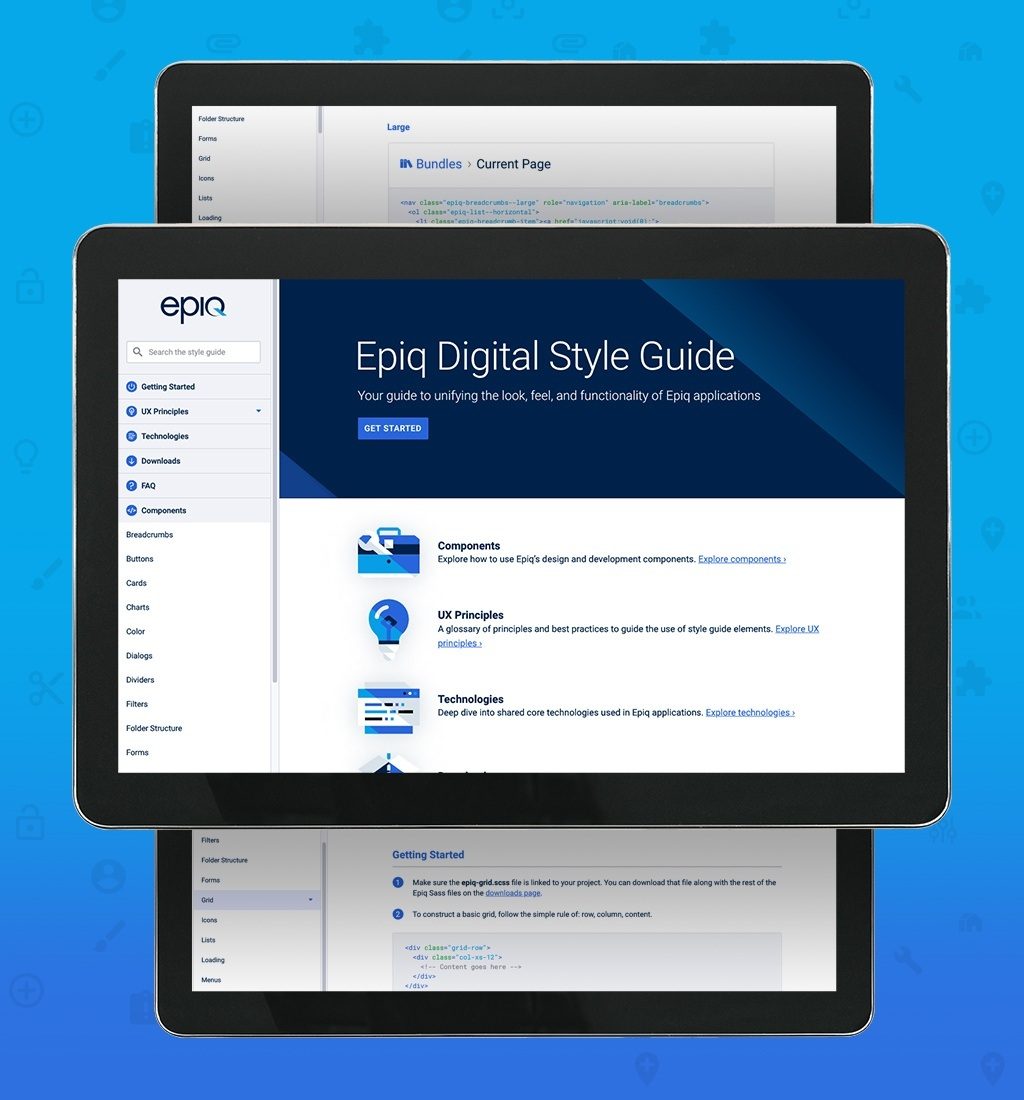 Folder Structure
Forms
Grid
Icons
Lists
Loading
Large
Bundles › Current Page
<nav class="epiq-breadcrumbs--large" role="navigation" aria-label="breadcrumbs">
<ol class="epiq-list--horizontal">
<li class="epiq-breadcrumb-item"><a href="javascript:void(0);">
epiq
Search the style guide
Getting Started
UX Principles
Technologies
Downloads
FAQ
Components
Breadcrumbs
Buttons
Cards
Charts
Color
Dialogs
Dividers
Filters
Folder Structure
Forms
Epiq Digital Style Guide
Your guide to unifying the look, feel, and functionality of Epiq applications
GET STARTED
Components
Explore how to use Epiq's design and development components. Explore components ›
UX Principles
A glossary of principles and best practices to guide the use of style guide elements. Explore UX
principles ›
Technologies
Deep dive into shared core technologies used in Epiq applications. Explore technologies ›
Filters
Folder Structure
Forms
Grid
Icons
Lists
Loading
Menus
Getting Started
1 Make sure the epiq-grid.scss file is linked to your project. You can download that file along with the rest of the
Epiq Sass files on the downloads page.
2 To construct a basic grid, follow the simple rule of: row, column, content.
<div class="grid-row">
<div class="col-xs-12">
<!-- Content goes here -->
</div>
</div>